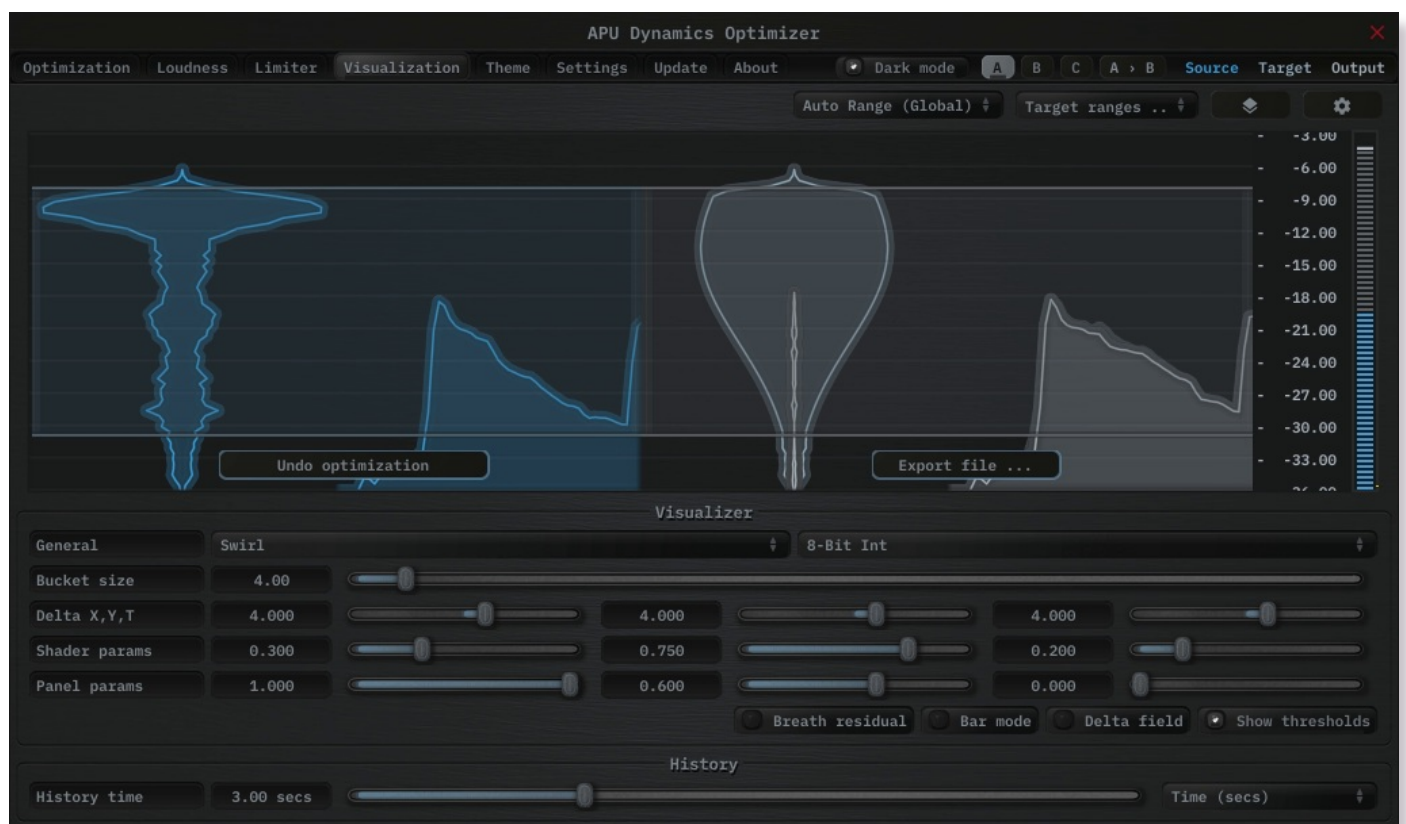 APU Dynamics Optimizer
Optimization Loudness Limiter Visualization Theme Settings Update About Dark mode A B C A › B Source Target Output
Auto Range (Global) Target ranges ..
- -3.00
- -6.00
- -9.00
- -12.00
- -15.00
- -18.00
- -21.00
- -24.00
- -27.00
- -30.00
- -33.00
Undo optimization Export file ...
Visualizer
General Swirl 8-Bit Int
Bucket size 4.00
Delta X,Y,T 4.000 4.000 4.000
Shader params 0.300 0.750 0.200
Panel params 1.000 0.600 0.000
Breath residual Bar mode Delta field Show thresholds
History
History time 3.00 secs Time (secs)